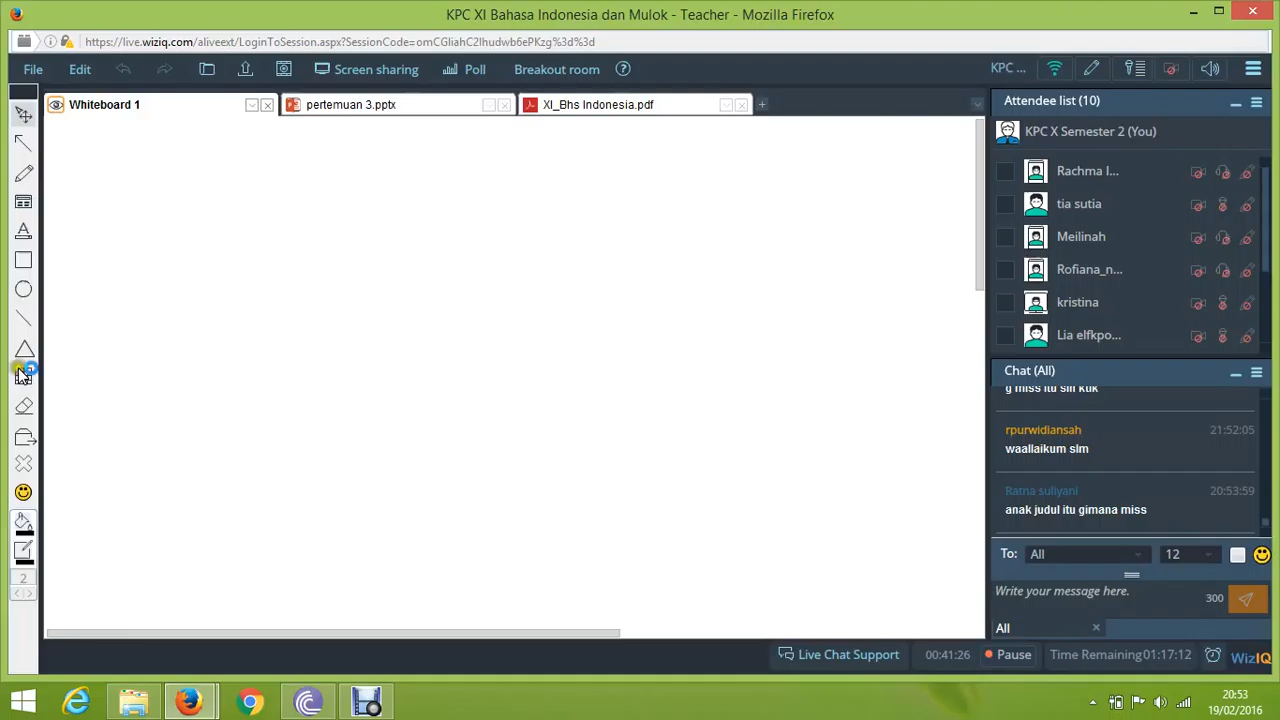 KPC XI Bahasa Indonesia dan Mulok - Teacher - Mozilla Firefox
https://live.wiziq.com/aliveext/LoginToSession.aspx?SessionCode=omCGliahC2lhudwb6ePKzg%3d%3d
File Edit Screen sharing Poll Breakout room ? KPC ...
Whiteboard 1 pertemuan 3.pptx XI_Bhs Indonesia.pdf
Attendee list (10)
KPC X Semester 2 (You)
Rachma I...
tia sutia
Meilinah
Rofiana_n...
kristina
Lia elfkpo...
Chat (All)
g miss itu slh kuk
rpurwidiansah 21:52:05
waallaikum slm
Ratna suliyani 20:53:59
anak judul itu gimana miss
To: All 12
Write your message here. 300
All
2
Live Chat Support 00:41:26 Pause Time Remaining 01:17:12 WizIQ
20:53
19/02/2016